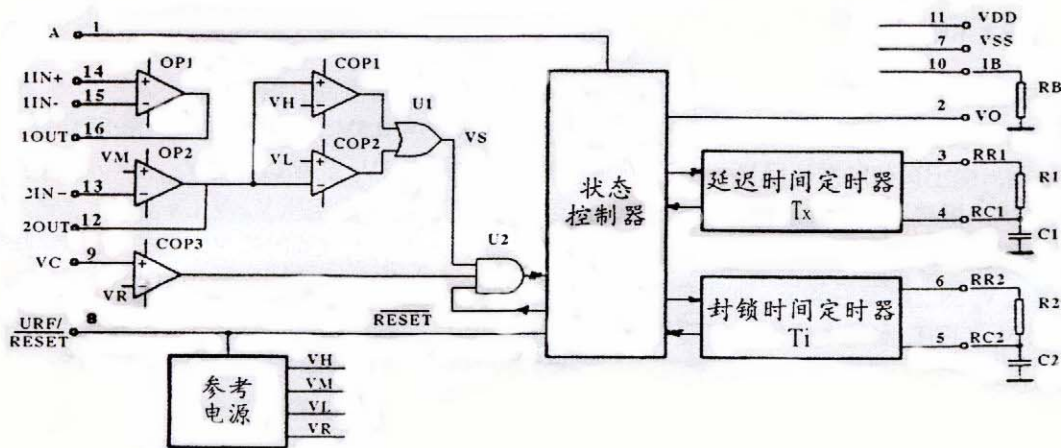 A 1
1IN+ 14
1IN- 15
1OUT 16
OP1
VM
OP2
2IN- 13
2OUT 12
VC 9
COP3
VR
URF/RESET 8
COP1
VH
U1
VL
COP2
VS
U2
RESET
参考
电源
VH
VM
VL
VR
状态
控制器
延迟时间定时器
Tx
封锁时间定时器
Ti
11 VDD
7 VSS
10 IB
RB
2 VO
3 RR1
R1
4 RC1
C1
6 RR2
R2
5 RC2
C2